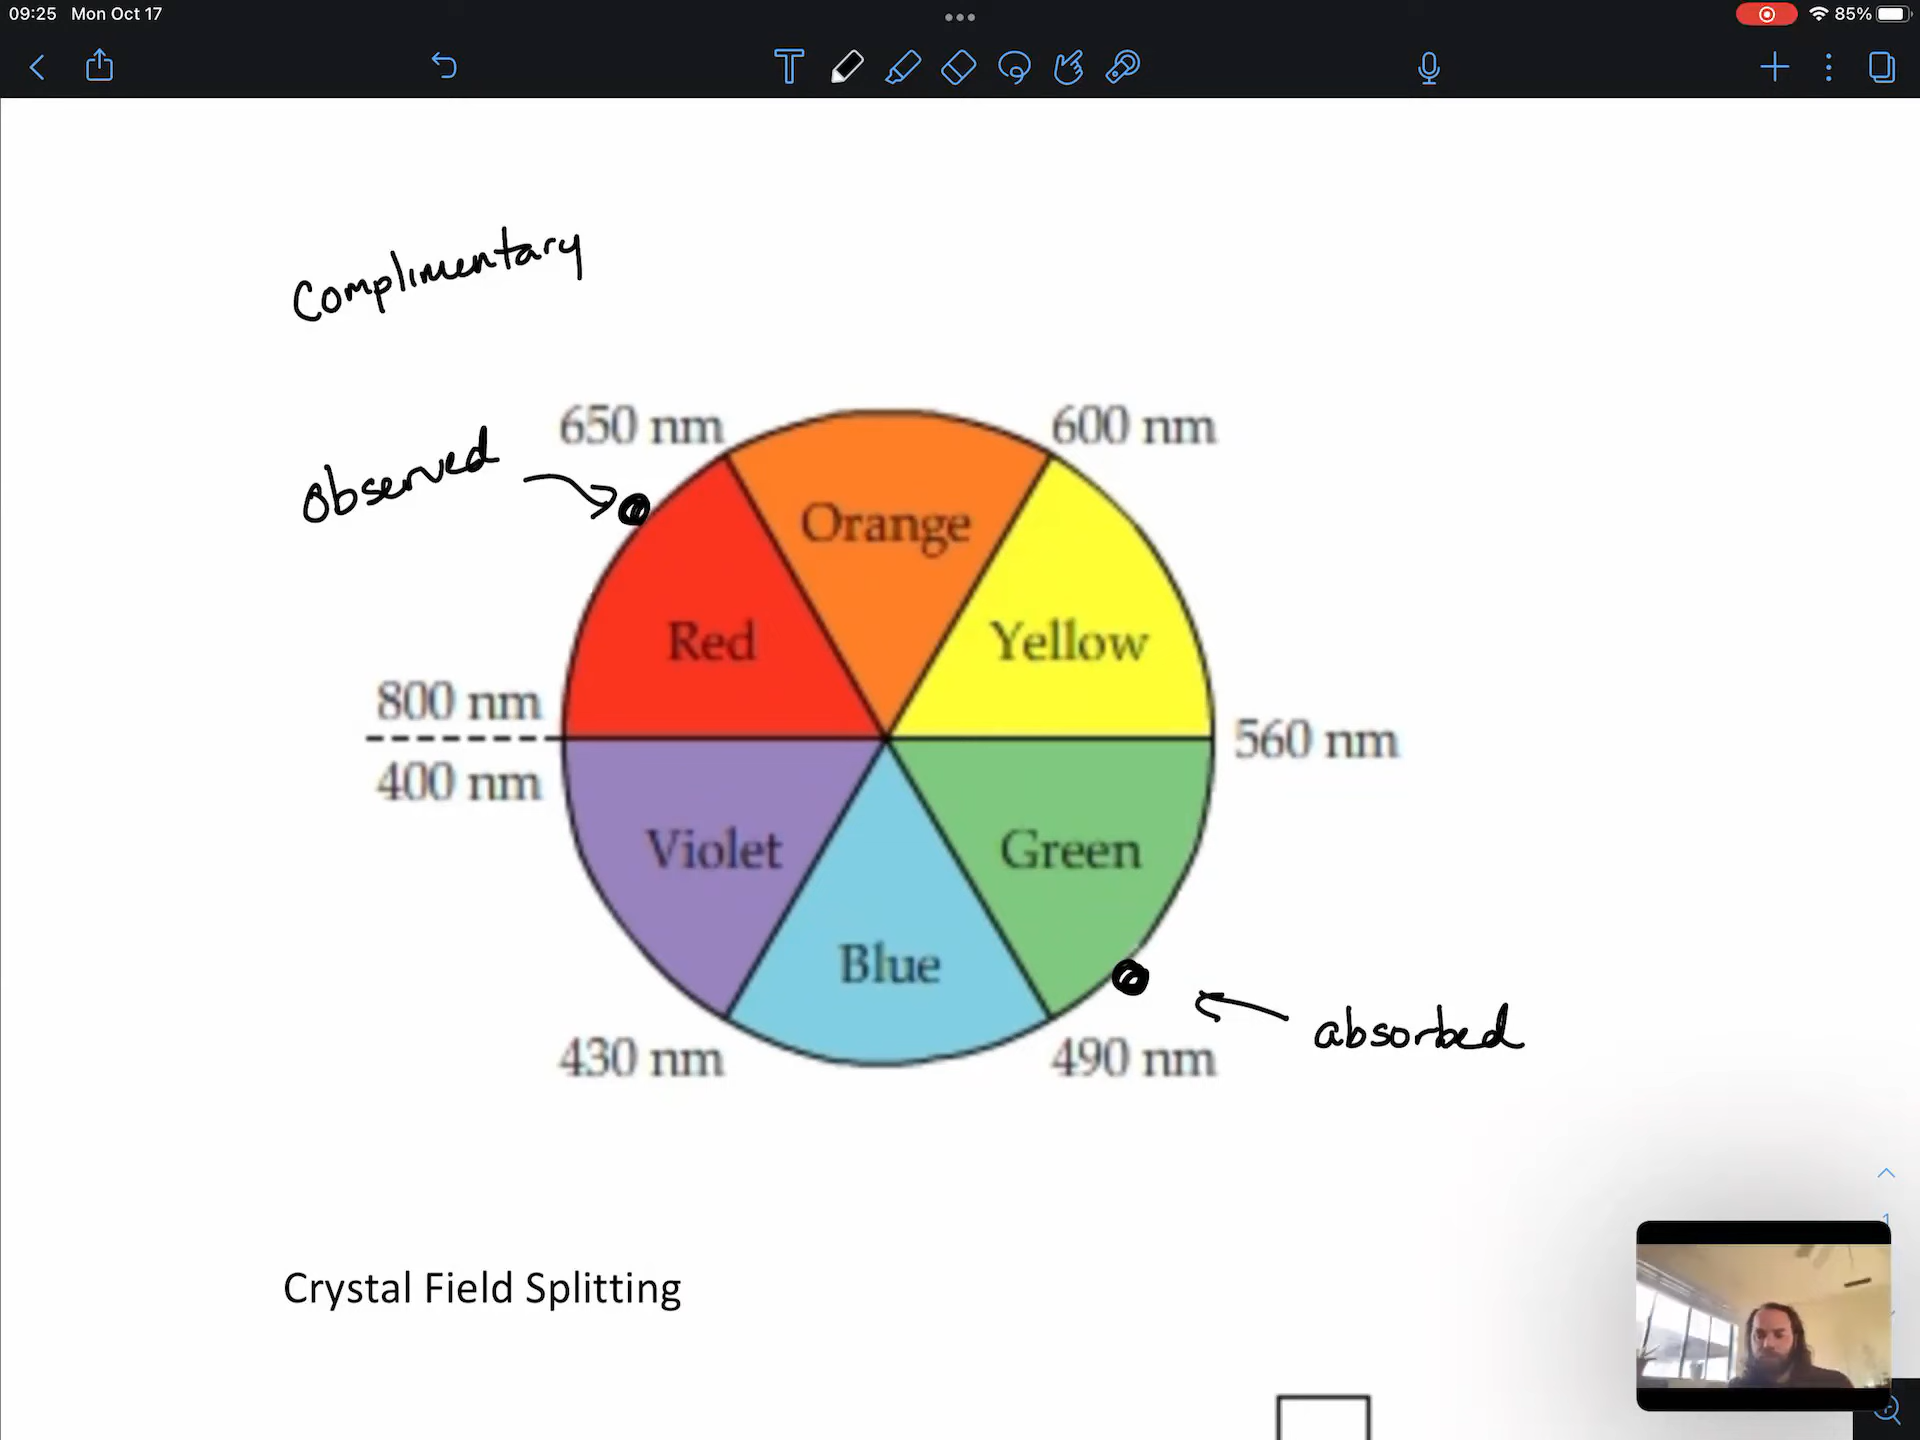 09:25 Mon Oct 17
85%
Complimentary
650 nm
600 nm
Observed
Orange
Red
Yellow
800 nm
560 nm
400 nm
Violet
Green
Blue
430 nm
490 nm
absorbed
1
Crystal Field Splitting